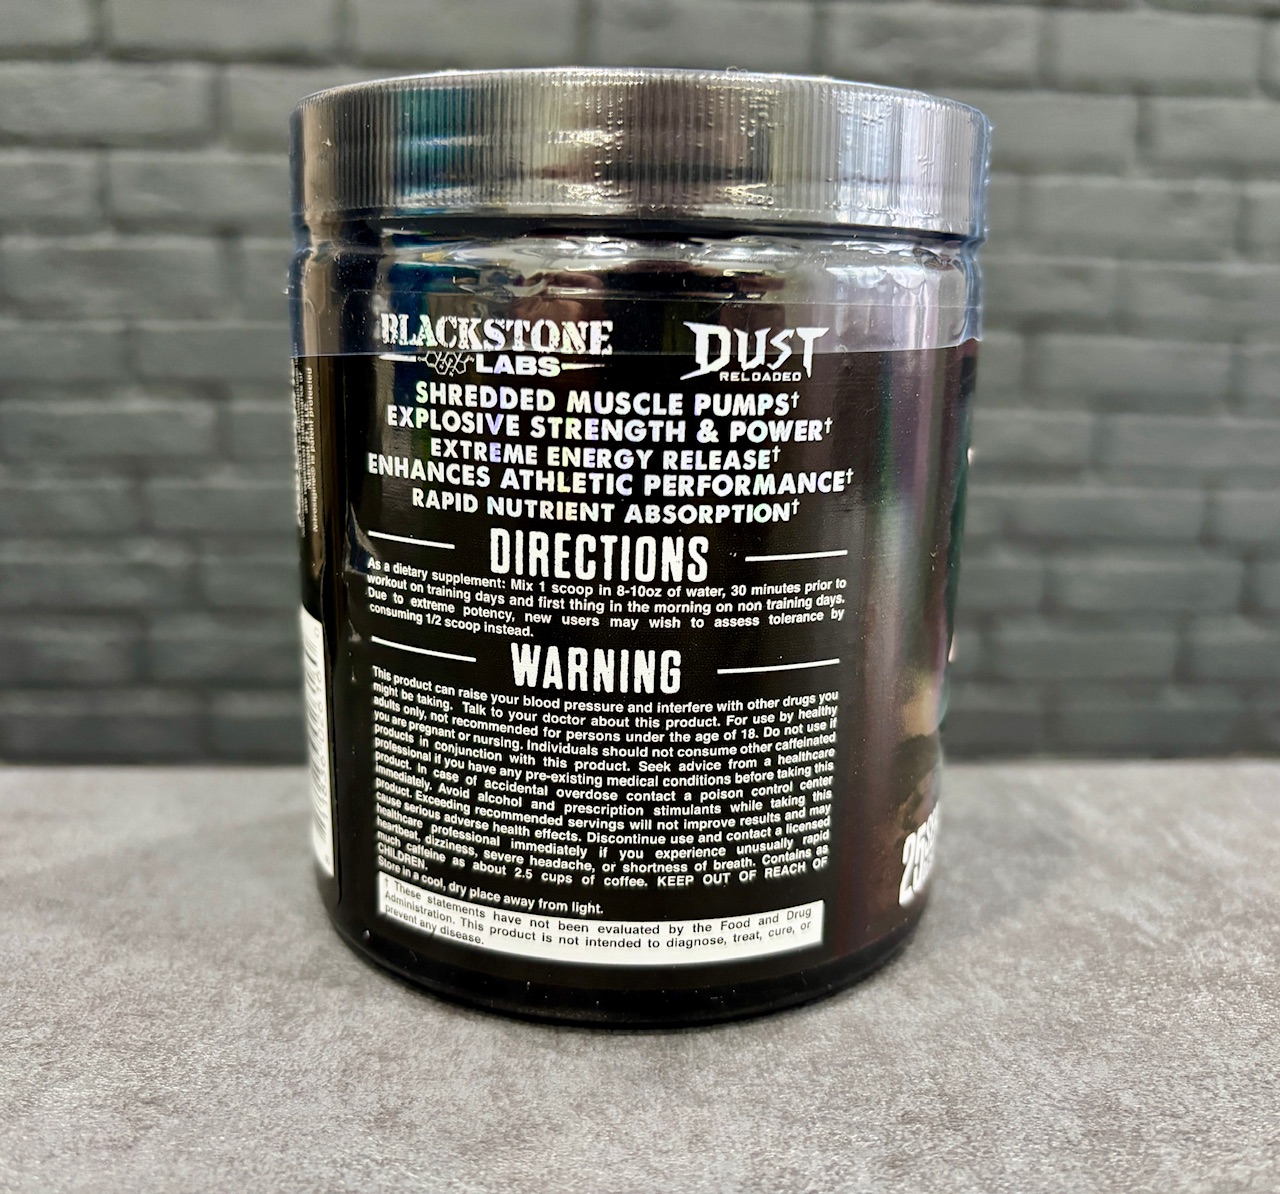 BLACKSTONE
LABS
DUST
RELOADED
SHREDDED MUSCLE PUMPS†
EXPLOSIVE STRENGTH & POWER†
EXTREME ENERGY RELEASE†
ENHANCES ATHLETIC PERFORMANCE†
RAPID NUTRIENT ABSORPTION†
DIRECTIONS
As a dietary supplement: Mix 1 scoop in 8-10oz of water, 30 minutes prior to
workout on training days and first thing in the morning on non training days.
Due to extreme potency, new users may wish to assess tolerance by
consuming 1/2 scoop instead.
WARNING
This product can raise your blood pressure and interfere with other drugs you
might be taking. Talk to your doctor about this product. For use by healthy
adults only, not recommended for persons under the age of 18. Do not use if
you are pregnant or nursing. Individuals should not consume other caffeinated
products in conjunction with this product. Seek advice from a healthcare
professional if you have any pre-existing medical conditions before taking this
product. In case of accidental overdose contact a poison control center
immediately. Avoid alcohol and prescription stimulants while taking this
product. Exceeding recommended servings will not improve results and may
cause serious adverse health effects. Discontinue use and contact a licensed
healthcare professional immediately if you experience unusually rapid
heartbeat, dizziness, severe headache, or shortness of breath. Contains as
much caffeine as about 2.5 cups of coffee. KEEP OUT OF REACH OF
CHILDREN.
Store in a cool, dry place away from light.
† These statements have not been evaluated by the Food and Drug
Administration. This product is not intended to diagnose, treat, cure, or
prevent any disease.